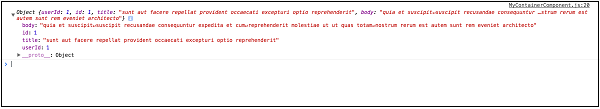 MyContainerComponent.js:20
▼ Object {userId: 1, id: 1, title: "sunt aut facere repellat provident occaecati excepturi optio reprehenderit", body: "quia et suscipit↵suscipit recusandae consequuntur …strum rerum est
autem sunt rem eveniet architecto"}
body: "quia et suscipit↵suscipit recusandae consequuntur expedita et cum↵reprehenderit molestiae ut ut quas totam↵nostrum rerum est autem sunt rem eveniet architecto"
id: 1
title: "sunt aut facere repellat provident occaecati excepturi optio reprehenderit"
userId: 1
▶ __proto__: Object
>